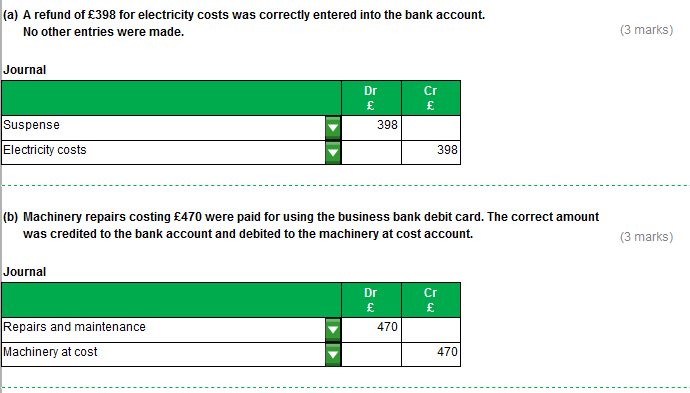 (a) A refund of £398 for electricity costs was correctly entered into the bank account.
No other entries were made.
(3 marks)
Journal
Dr Cr
£ £
Suspense 398
Electricity costs 398
(b) Machinery repairs costing £470 were paid for using the business bank debit card. The correct amount
was credited to the bank account and debited to the machinery at cost account.
(3 marks)
Journal
Dr Cr
£ £
Repairs and maintenance 470
Machinery at cost 470